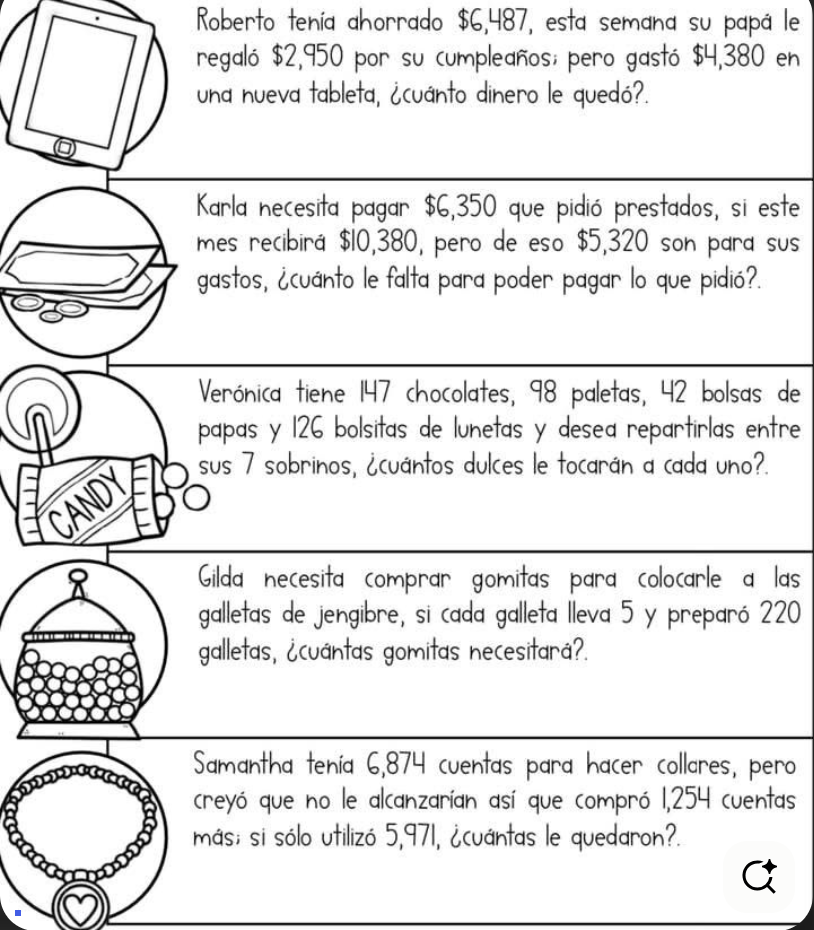 Roberto tenía ahorrado $6,487, esta semana su papá le
regaló $2,950 por su cumpleaños; pero gastó $4,380 en
una nueva tableta, ¿cuánto dinero le quedó?.
Karla necesita pagar $6,350 que pidió prestados, si este
mes recibirá $10,380, pero de eso $5,320 son para sus
gastos, ¿cuánto le falta para poder pagar lo que pidió?.
Verónica tiene 147 chocolates, 98 paletas, 42 bolsas de
papas y 126 bolsitas de lunetas y desea repartirlas entre
sus 7 sobrinos, ¿cuántos dulces le tocarán a cada uno?.
CANDY
Gilda necesita comprar gomitas para colocarle a las
galletas de jengibre, si cada galleta lleva 5 y preparó 220
galletas, ¿cuántas gomitas necesitará?.
Samantha tenía 6,874 cuentas para hacer collares, pero
creyó que no le alcanzarían así que compró 1,254 cuentas
más; si sólo utilizó 5,971, ¿cuántas le quedaron?.